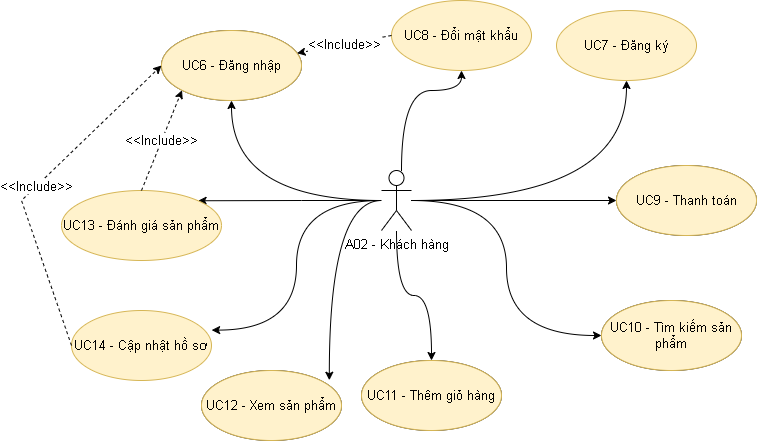 UC8 - Đổi mật khẩu
<<Include>>
UC7 - Đăng ký
UC6 - Đăng nhập
<<Include>>
<<Include>>
UC9 - Thanh toán
UC13 - Đánh giá sản phẩm
A02 - Khách hàng
UC10 - Tìm kiếm sản
phẩm
UC14 - Cập nhật hồ sơ
UC11 - Thêm giỏ hàng
UC12 - Xem sản phẩm